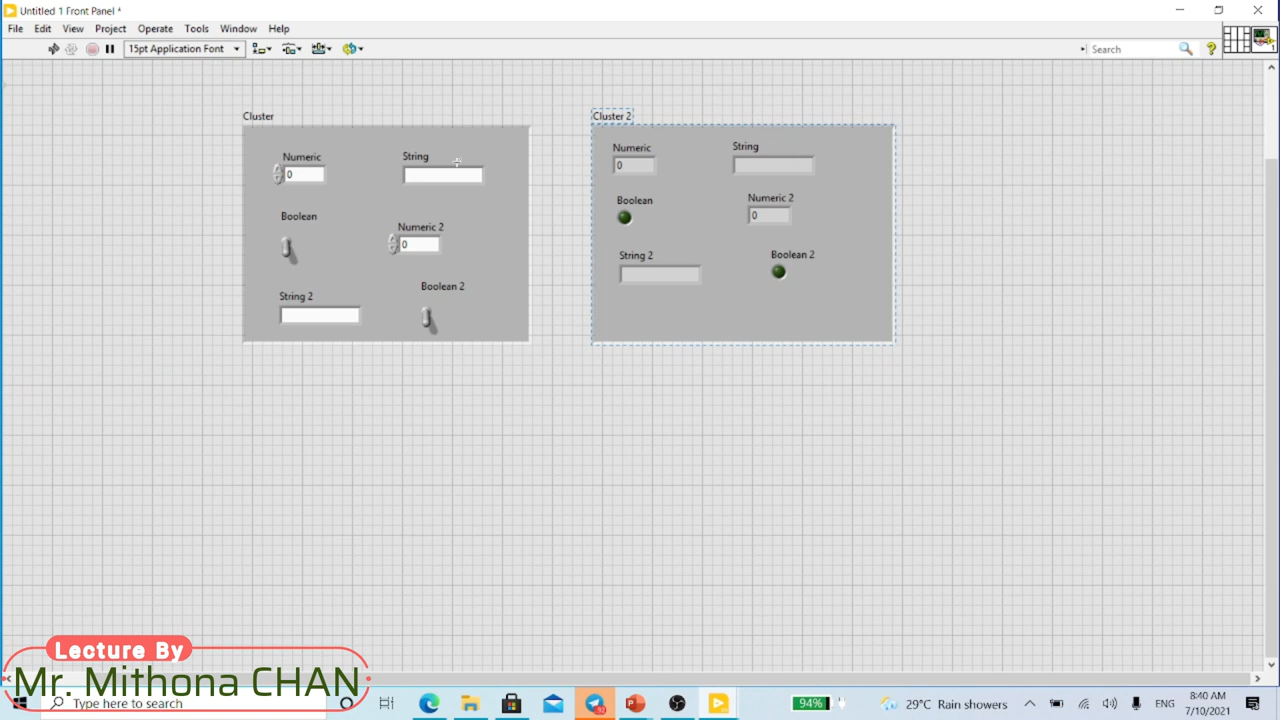 Untitled 1 Front Panel *
File Edit View Project Operate Tools Window Help
15pt Application Font
Search
?
1
Cluster
Numeric
0
String
Boolean
Numeric 2
0
String 2
Boolean 2
Cluster 2
Numeric
0
String
Boolean
Numeric 2
0
String 2
Boolean 2
Lecture By
Mr. Mithona CHAN
Type here to search
94%
29°C Rain showers
ENG
8:40 AM
7/10/2021